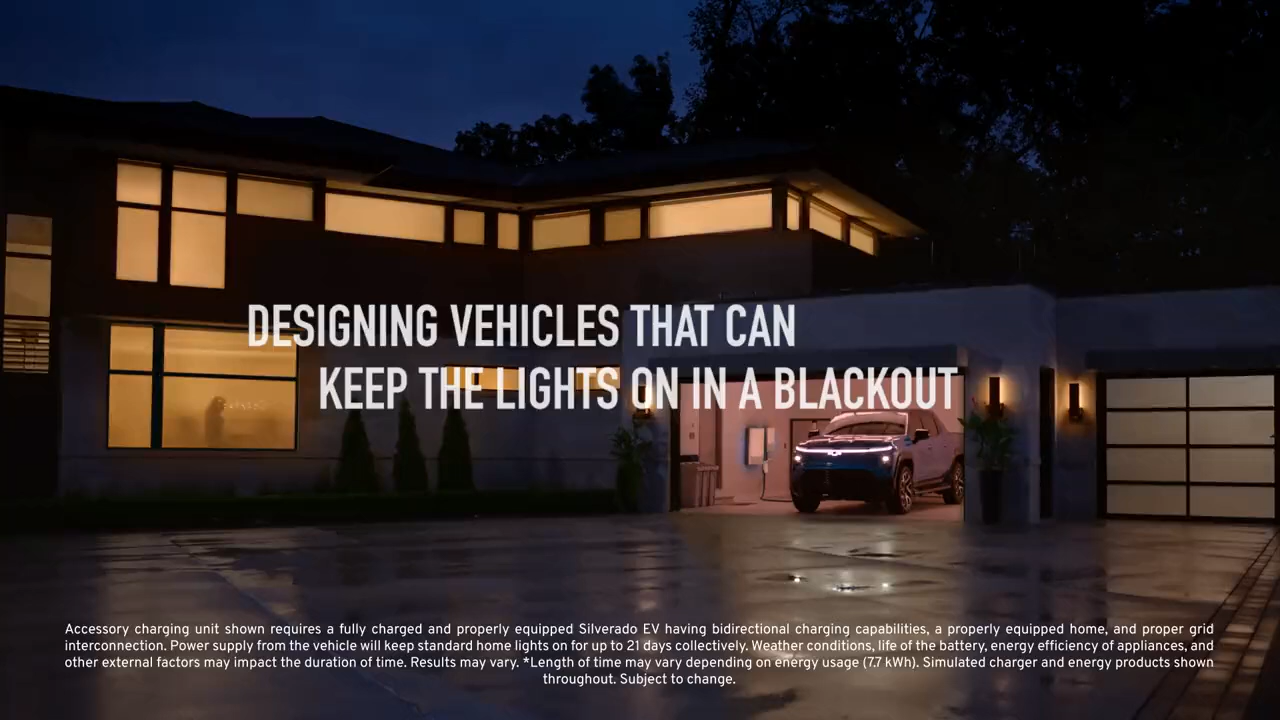 DESIGNING VEHICLES THAT CAN
KEEP THE LIGHTS ON IN A BLACKOUT
Accessory charging unit shown requires a fully charged and properly equipped Silverado EV having bidirectional charging capabilities, a properly equipped home, and proper grid
interconnection. Power supply from the vehicle will keep standard home lights on for up to 21 days collectively. Weather conditions, life of the battery, energy efficiency of appliances, and
other external factors may impact the duration of time. Results may vary. *Length of time may vary depending on energy usage (7.7 kWh). Simulated charger and energy products shown
throughout. Subject to change.